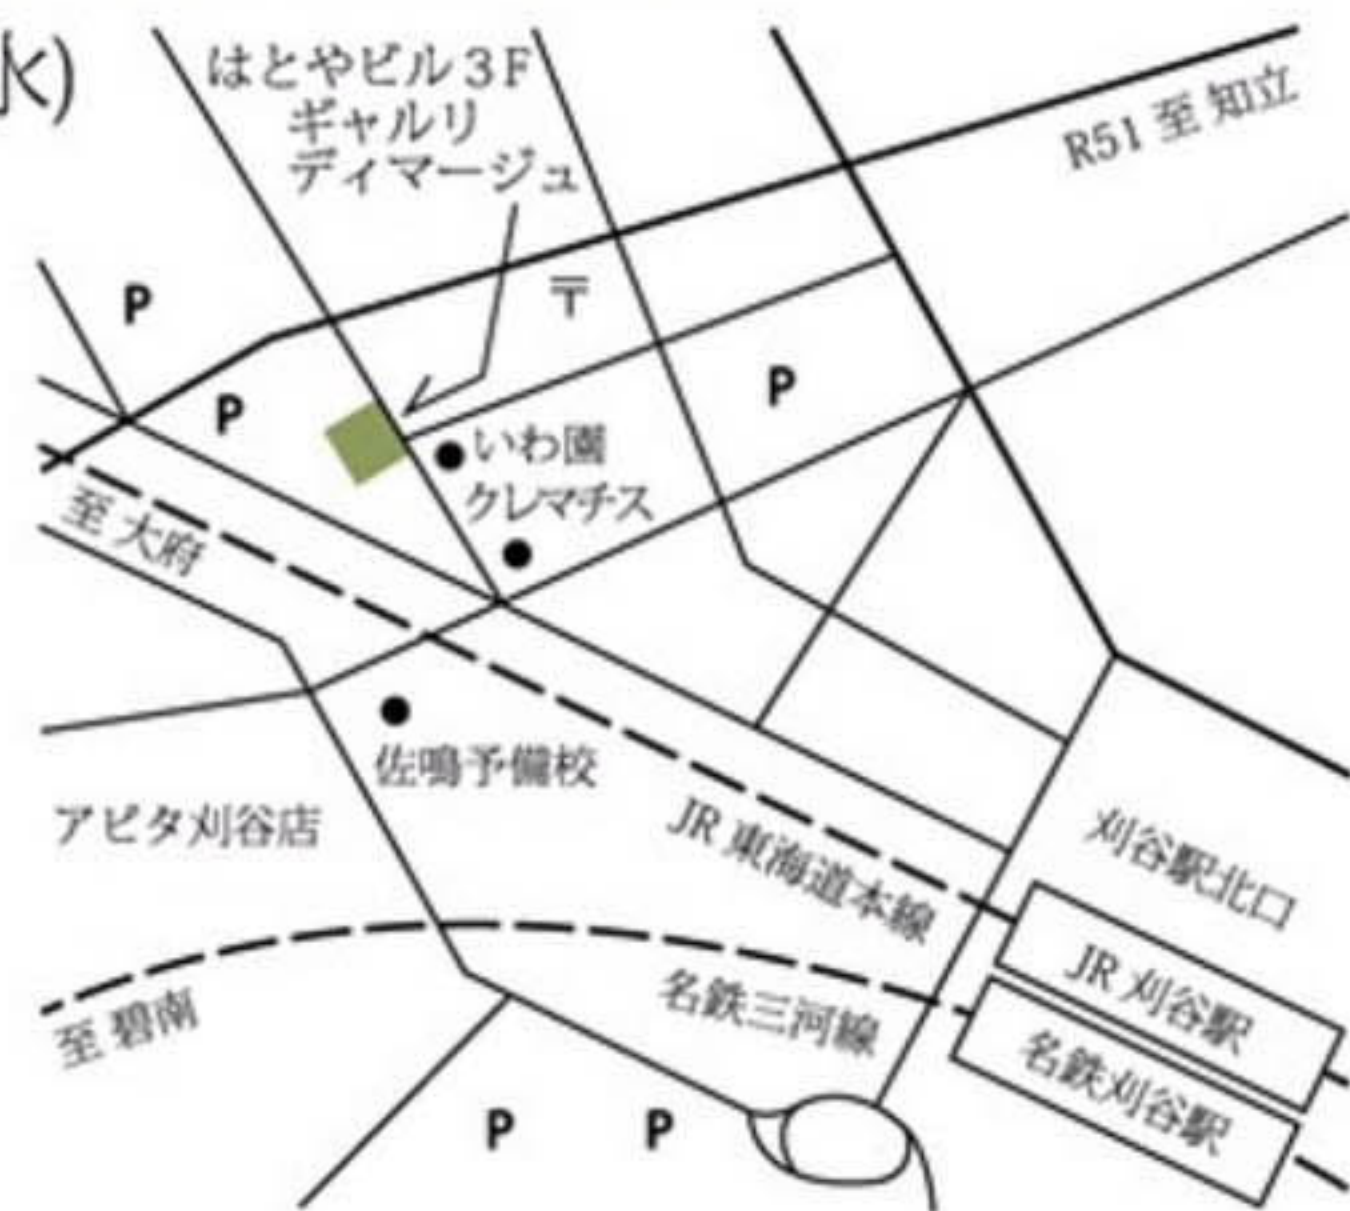 水)
はとやビル3F
ギャルリ
ディマージュ
R51 至 知立
P
〒
P
P
いわ園
クレマチス
至 大府
佐鳴予備校
アピタ刈谷店
JR 東海道本線
刈谷駅北口
JR 刈谷駅
名鉄三河線
名鉄刈谷駅
至 碧南
P
P